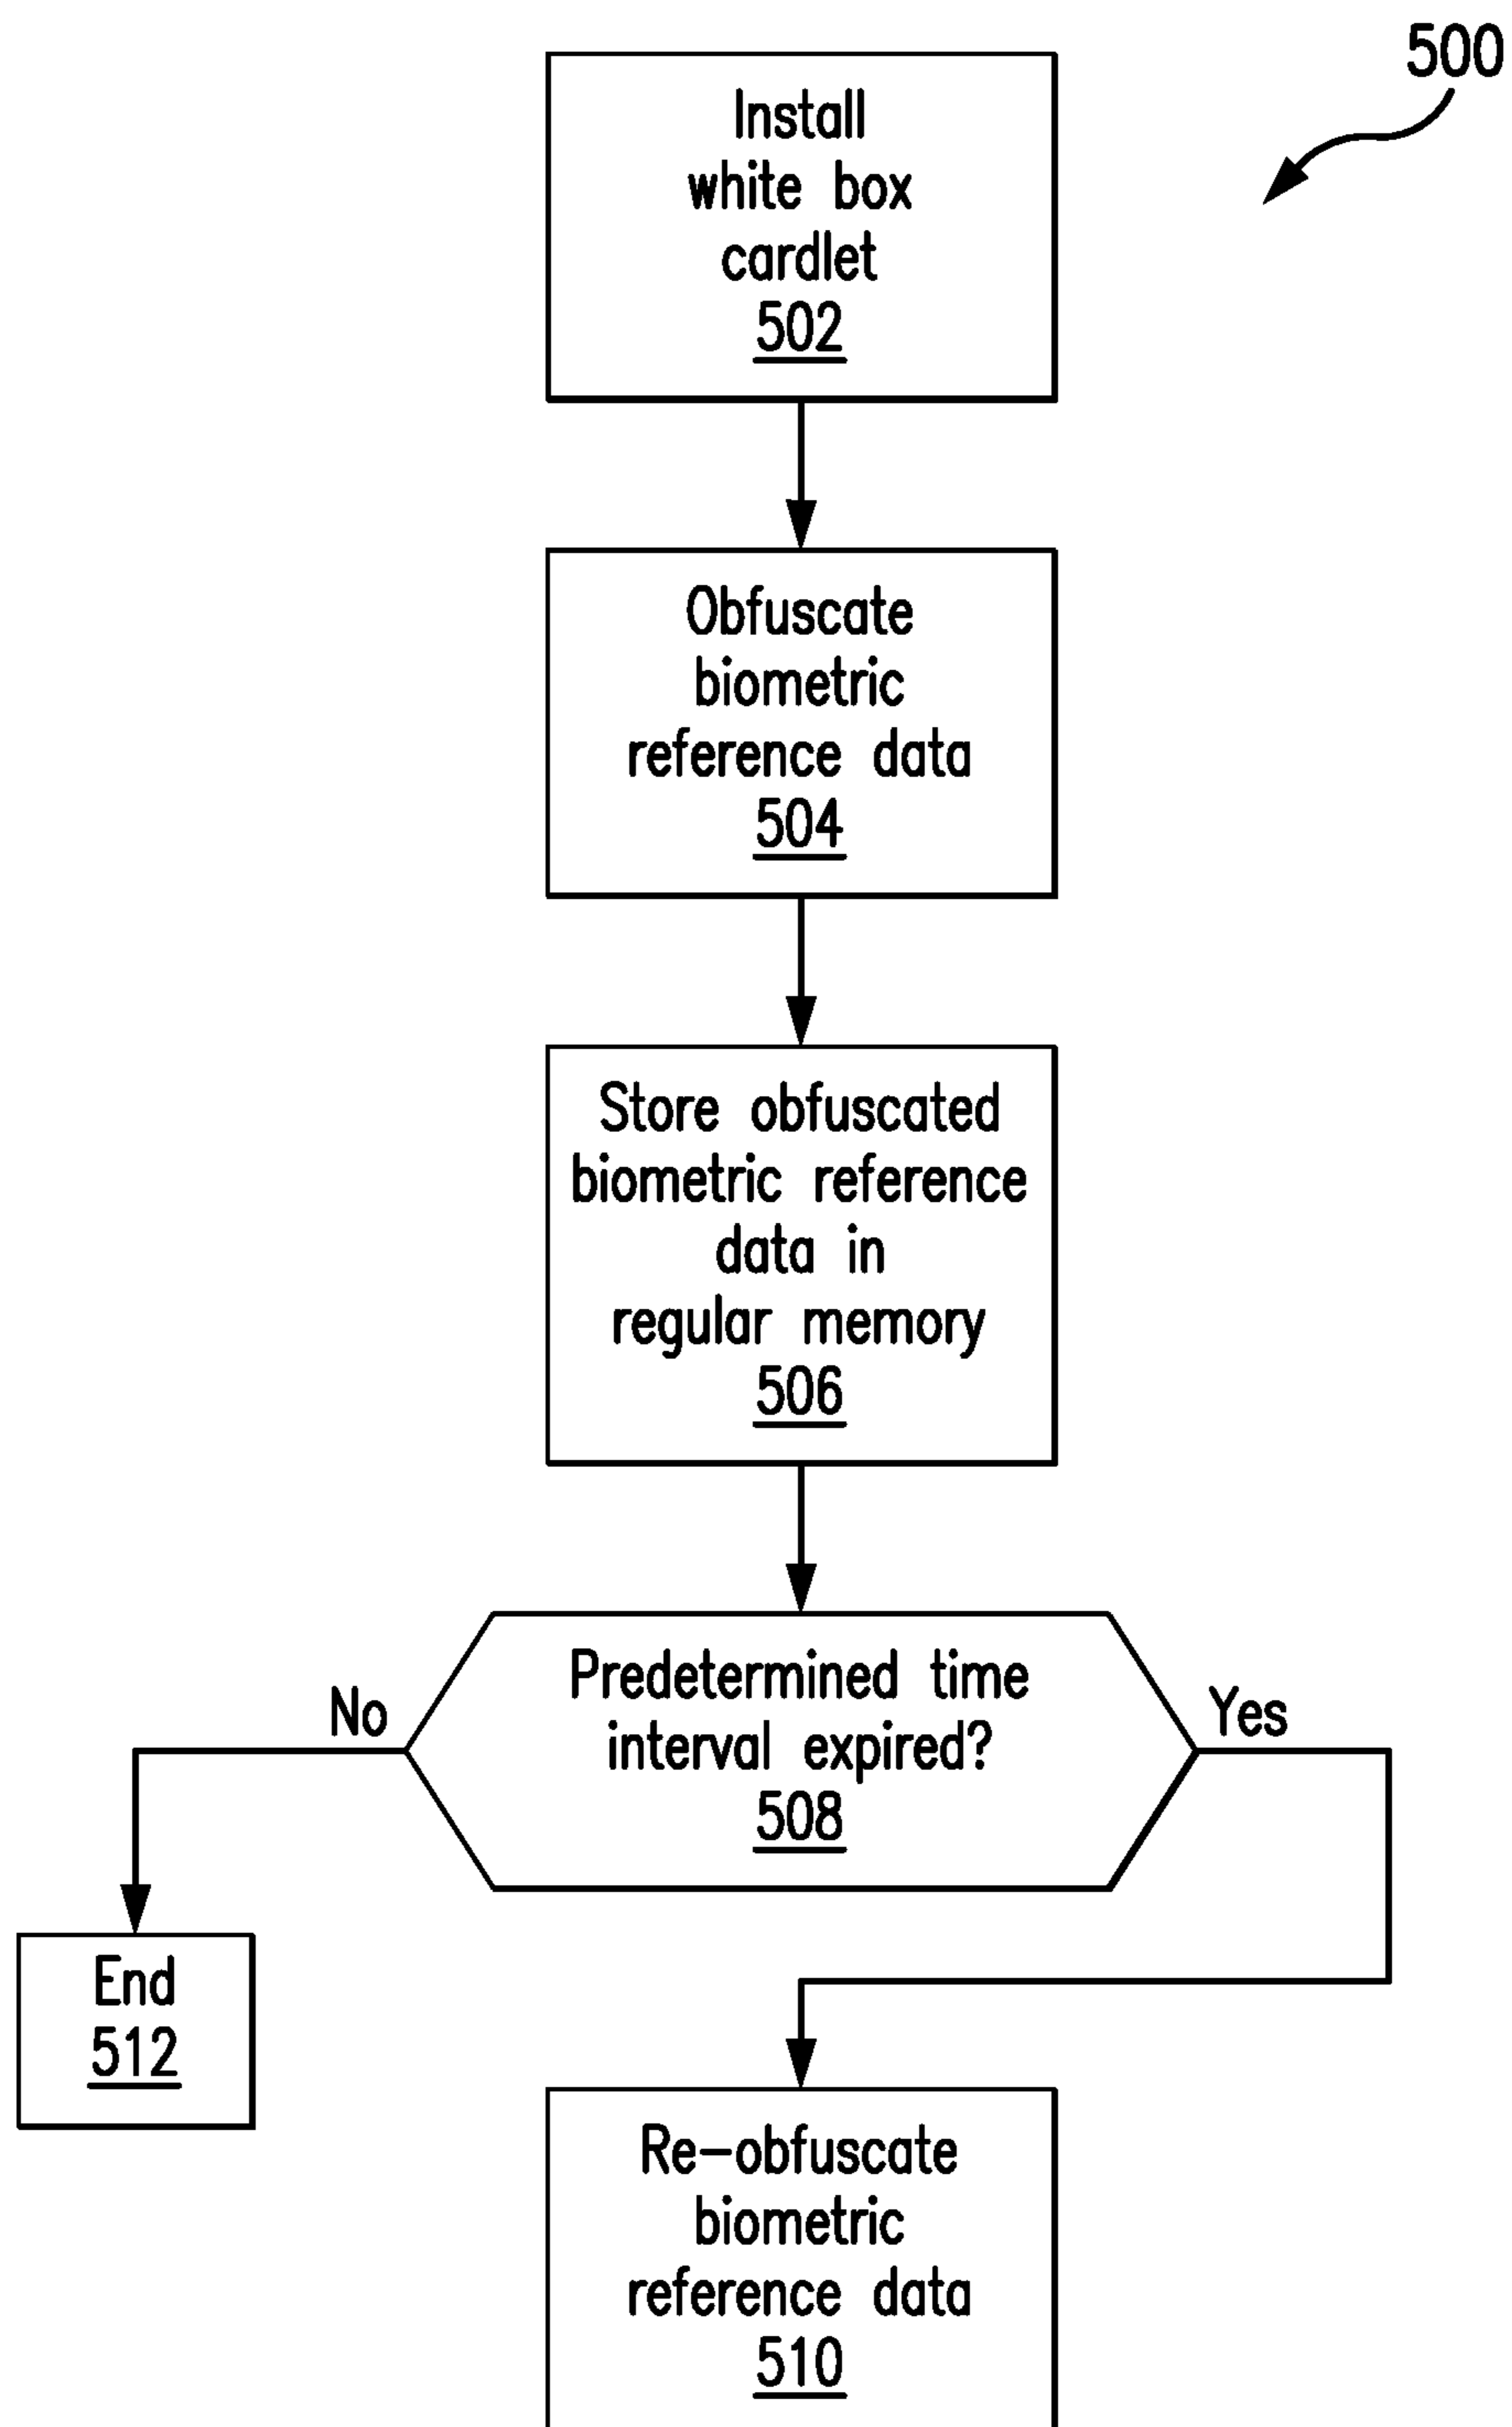 500
Install
white box
cardlet
502
Obfuscate
biometric
reference data
504
Store obfuscated
biometric reference
data in
regular memory
506
Predetermined time
interval expired?
508
No
Yes
End
512
Re-obfuscate
biometric
reference data
510